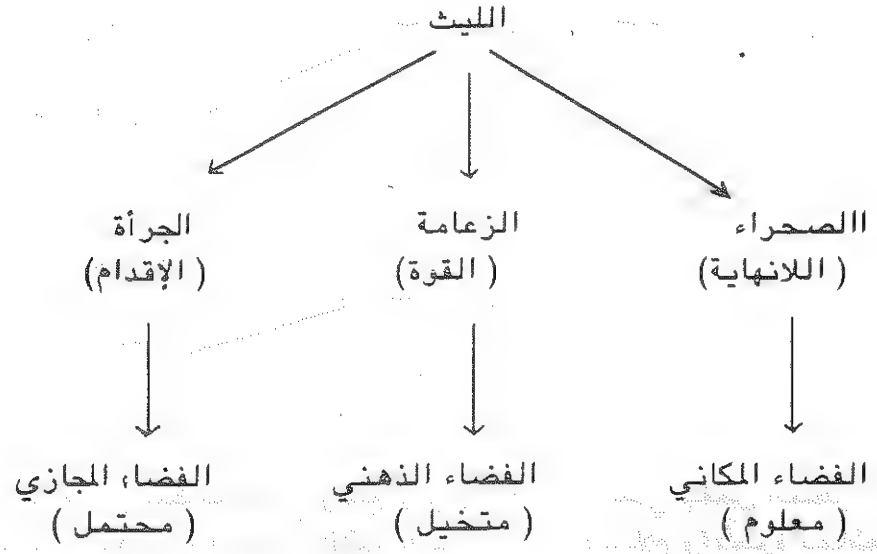 الليث
االصحراء الزعامة الجرأة
( اللانهاية) ( القوة) ( الإقدام)
الفضاء المكاني الفضاء الذهني الفضاء المجازي
( معلوم ) ( متخيل ) ( محتمل )